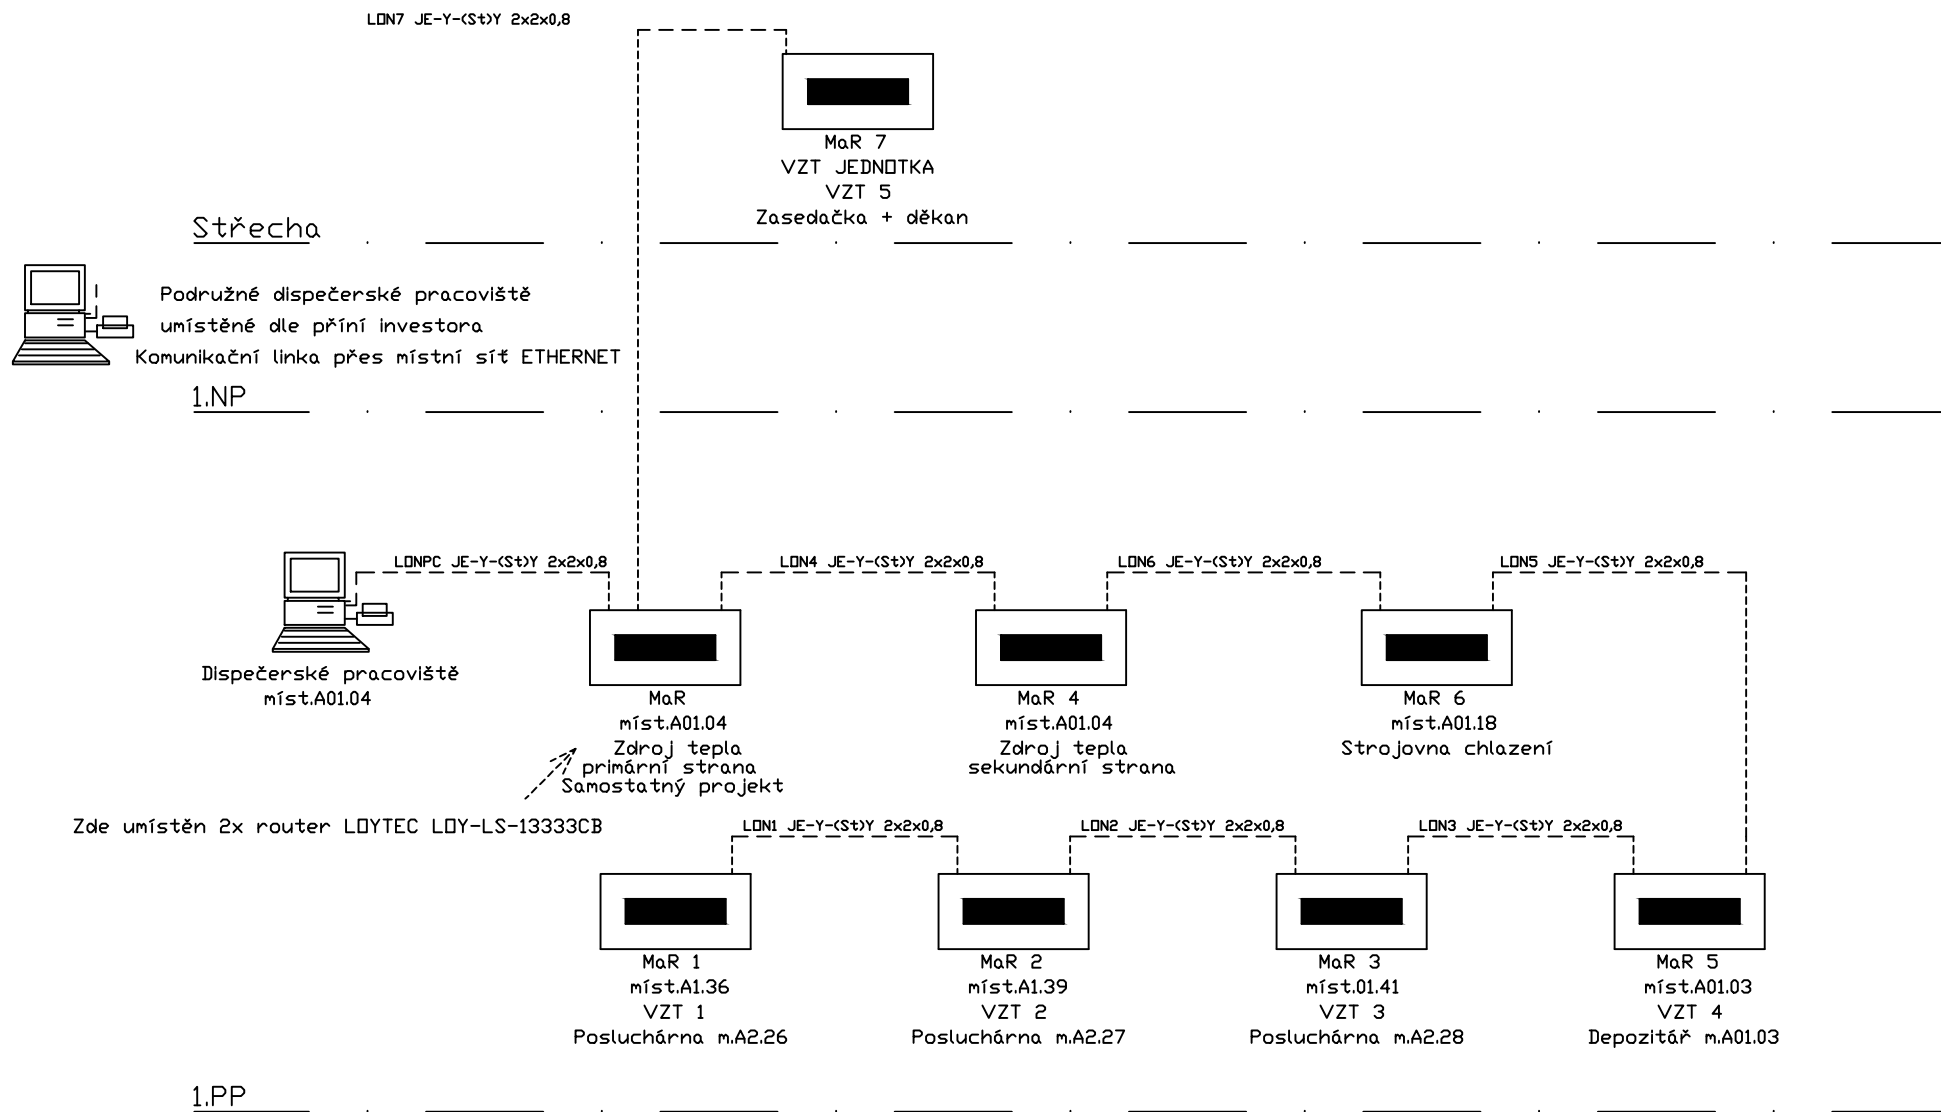 LON7 JE-Y-(St)Y 2x2x0,8
MaR 7
VZT JEDNOTKA
VZT 5
Zasedačka + děkan
Střecha
Podružné dispečerské pracoviště
umístěné dle příní investora
Komunikační linka přes místní síť ETHERNET
1.NP
LONPC JE-Y-(St)Y 2x2x0,8
LON4 JE-Y-(St)Y 2x2x0,8
LON6 JE-Y-(St)Y 2x2x0,8
LON5 JE-Y-(St)Y 2x2x0,8
Dispečerské pracoviště
míst.A01.04
MaR
míst.A01.04
Zdroj tepla
primární strana
Samostatný projekt
MaR 4
míst.A01.04
Zdroj tepla
sekundární strana
MaR 6
míst.A01.18
Strojovna chlazení
Zde umístěn 2x router LOYTEC LOY-LS-13333CB
LON1 JE-Y-(St)Y 2x2x0,8
LON2 JE-Y-(St)Y 2x2x0,8
LON3 JE-Y-(St)Y 2x2x0,8
MaR 1
míst.A1.36
VZT 1
Posluchárna m.A2.26
MaR 2
míst.A1.39
VZT 2
Posluchárna m.A2.27
MaR 3
míst.01.41
VZT 3
Posluchárna m.A2.28
MaR 5
míst.A01.03
VZT 4
Depozitář m.A01.03
1.PP